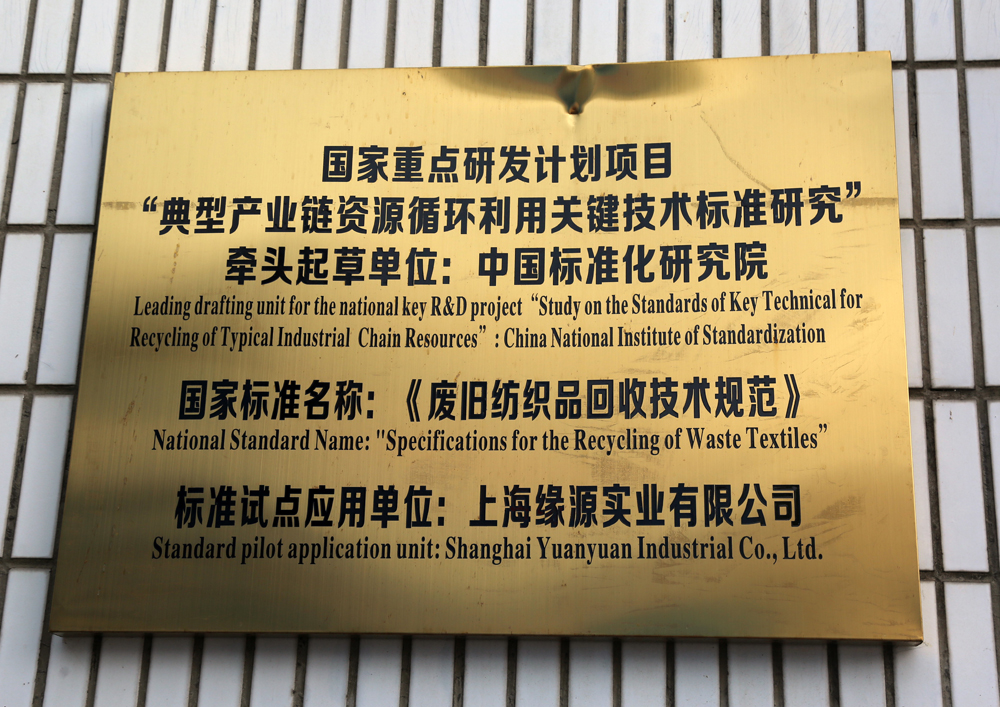 国家重点研发计划项目
“典型产业链资源循环利用关键技术标准研究”
牵头起草单位：中国标准化研究院
Leading drafting unit for the national key R&D project “Study on the Standards of Key Technical for
Recycling of Typical Industrial Chain Resources”: China National Institute of Standardization
国家标准名称：《废旧纺织品回收技术规范》
National Standard Name: "Specifications for the Recycling of Waste Textiles”
标准试点应用单位：上海缘源实业有限公司
Standard pilot application unit: Shanghai Yuanyuan Industrial Co., Ltd.